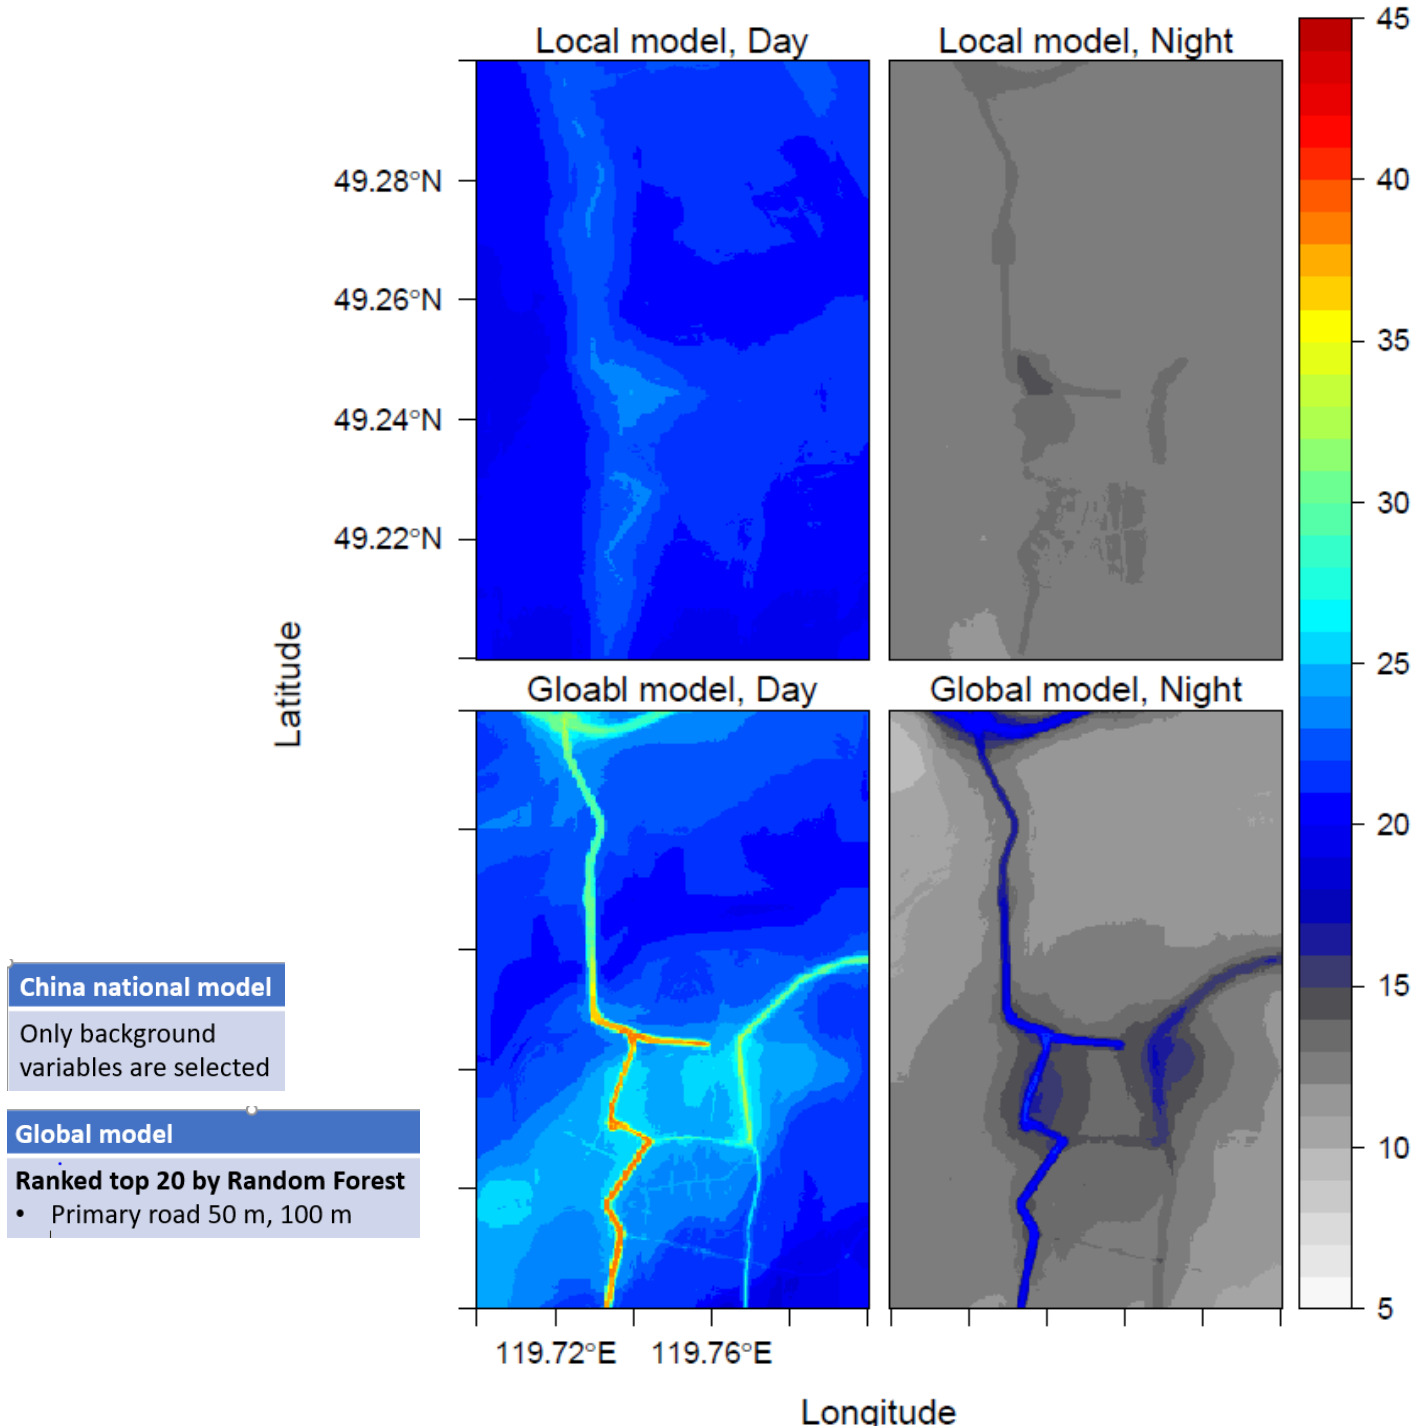 Local model, Day
Local model, Night
45
40
35
30
25
20
15
10
5
49.28°N
49.26°N
49.24°N
49.22°N
Latitude
Gloabl model, Day
Global model, Night
China national model
Only background
variables are selected
Global model
Ranked top 20 by Random Forest
• Primary road 50 m, 100 m
119.72°E
119.76°E
Longitude